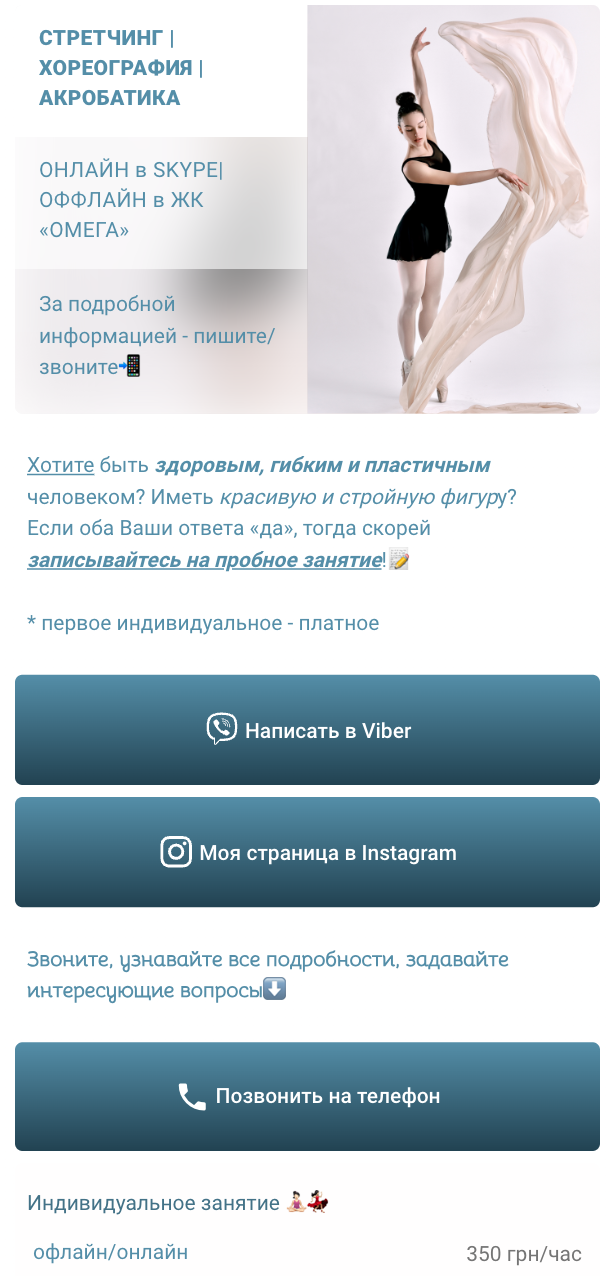 СТРЕТЧИНГ |
ХОРЕОГРАФИЯ |
АКРОБАТИКА
ОНЛАЙН в SKYPE|
ОФФЛАЙН в ЖК
«ОМЕГА»
За подробной
информацией - пишите/
звоните📲
Хотите быть здоровым, гибким и пластичным
человеком? Иметь красивую и стройную фигуру?
Если оба Ваши ответа «да», тогда скорей
записывайтесь на пробное занятие!📝
* первое индивидуальное - платное
Написать в Viber
Моя страница в Instagram
Звоните, узнавайте все подробности, задавайте
интересующие вопросы⬇️
Позвонить на телефон
Индивидуальное занятие 🧘🏻‍♀️💃🏻
офлайн/онлайн
350 грн/час